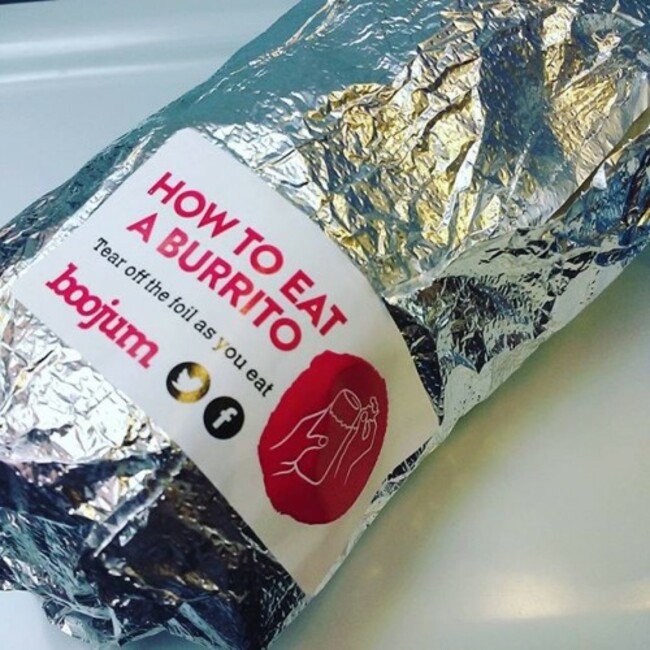 HOW TO EAT
A BURRITO
Tear off the foil as you eat
boojum